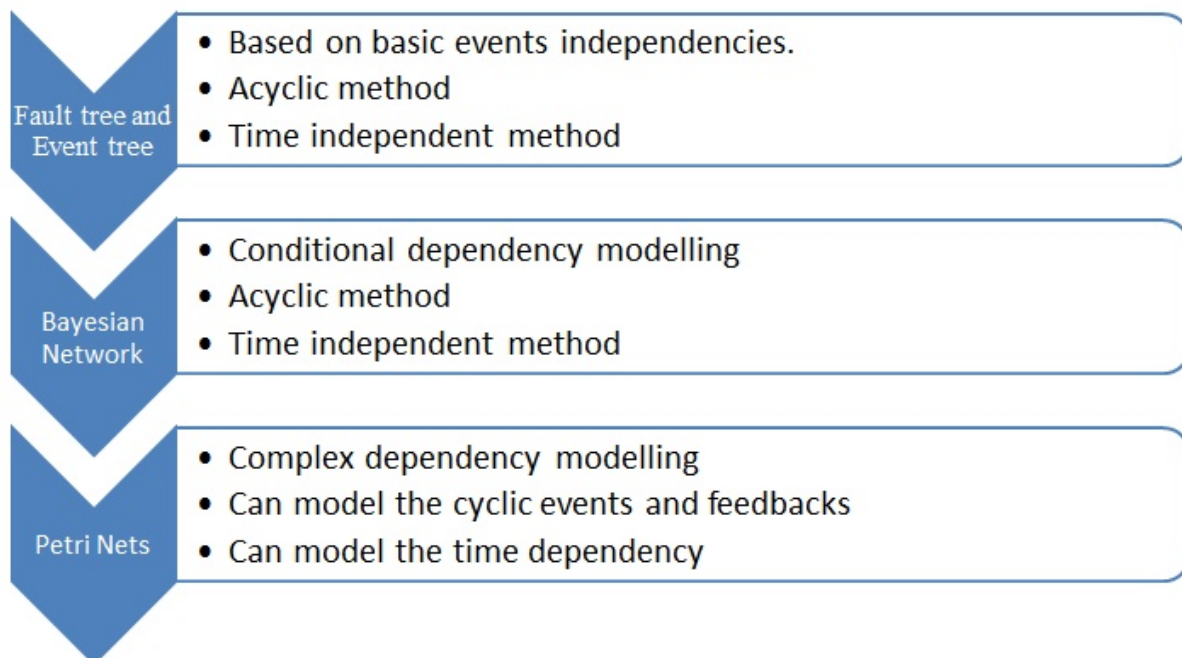 Fault tree and
Event tree
• Based on basic events independencies.
• Acyclic method
• Time independent method
Bayesian
Network
• Conditional dependency modelling
• Acyclic method
• Time independent method
Petri Nets
• Complex dependency modelling
• Can model the cyclic events and feedbacks
• Can model the time dependency